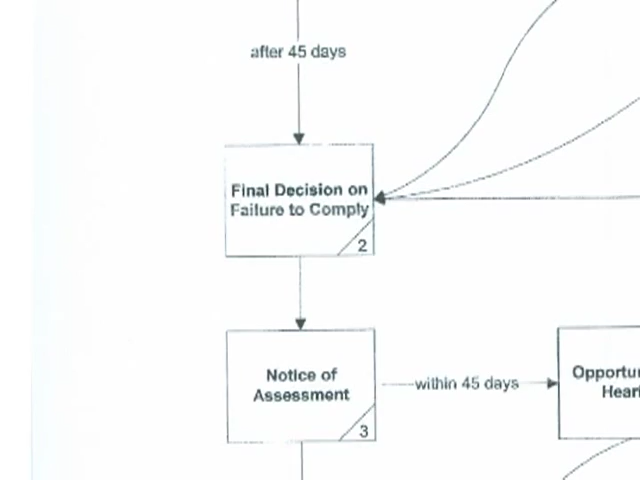 after 45 days
Final Decision on
Failure to Comply
2
Notice of
Assessment
3
within 45 days